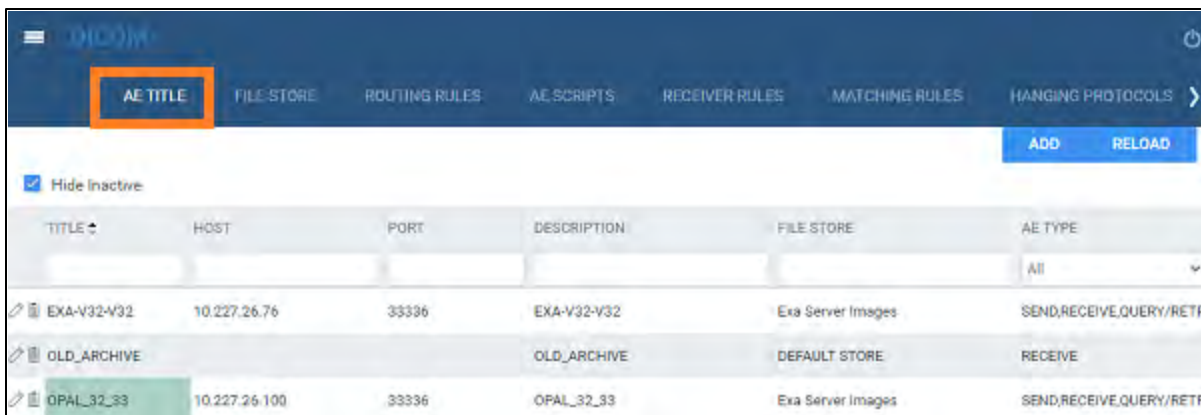 DICOM
AE TITLE FILE STORE ROUTING RULES AE SCRIPTS RECEIVER RULES MATCHING RULES HANGING PROTOCOLS
ADD RELOAD
Hide Inactive
TITLE HOST PORT DESCRIPTION FILE STORE AE TYPE
All
EXA-V32-V32 10.227.26.76 33336 EXA-V32-V32 Exa Server Images SEND,RECEIVE,QUERY/RETR
OLD_ARCHIVE OLD_ARCHIVE DEFAULT STORE RECEIVE
OPAL_32_33 10.227.26.100 33336 OPAL_32_33 Exa Server Images SEND,RECEIVE,QUERY/RETR